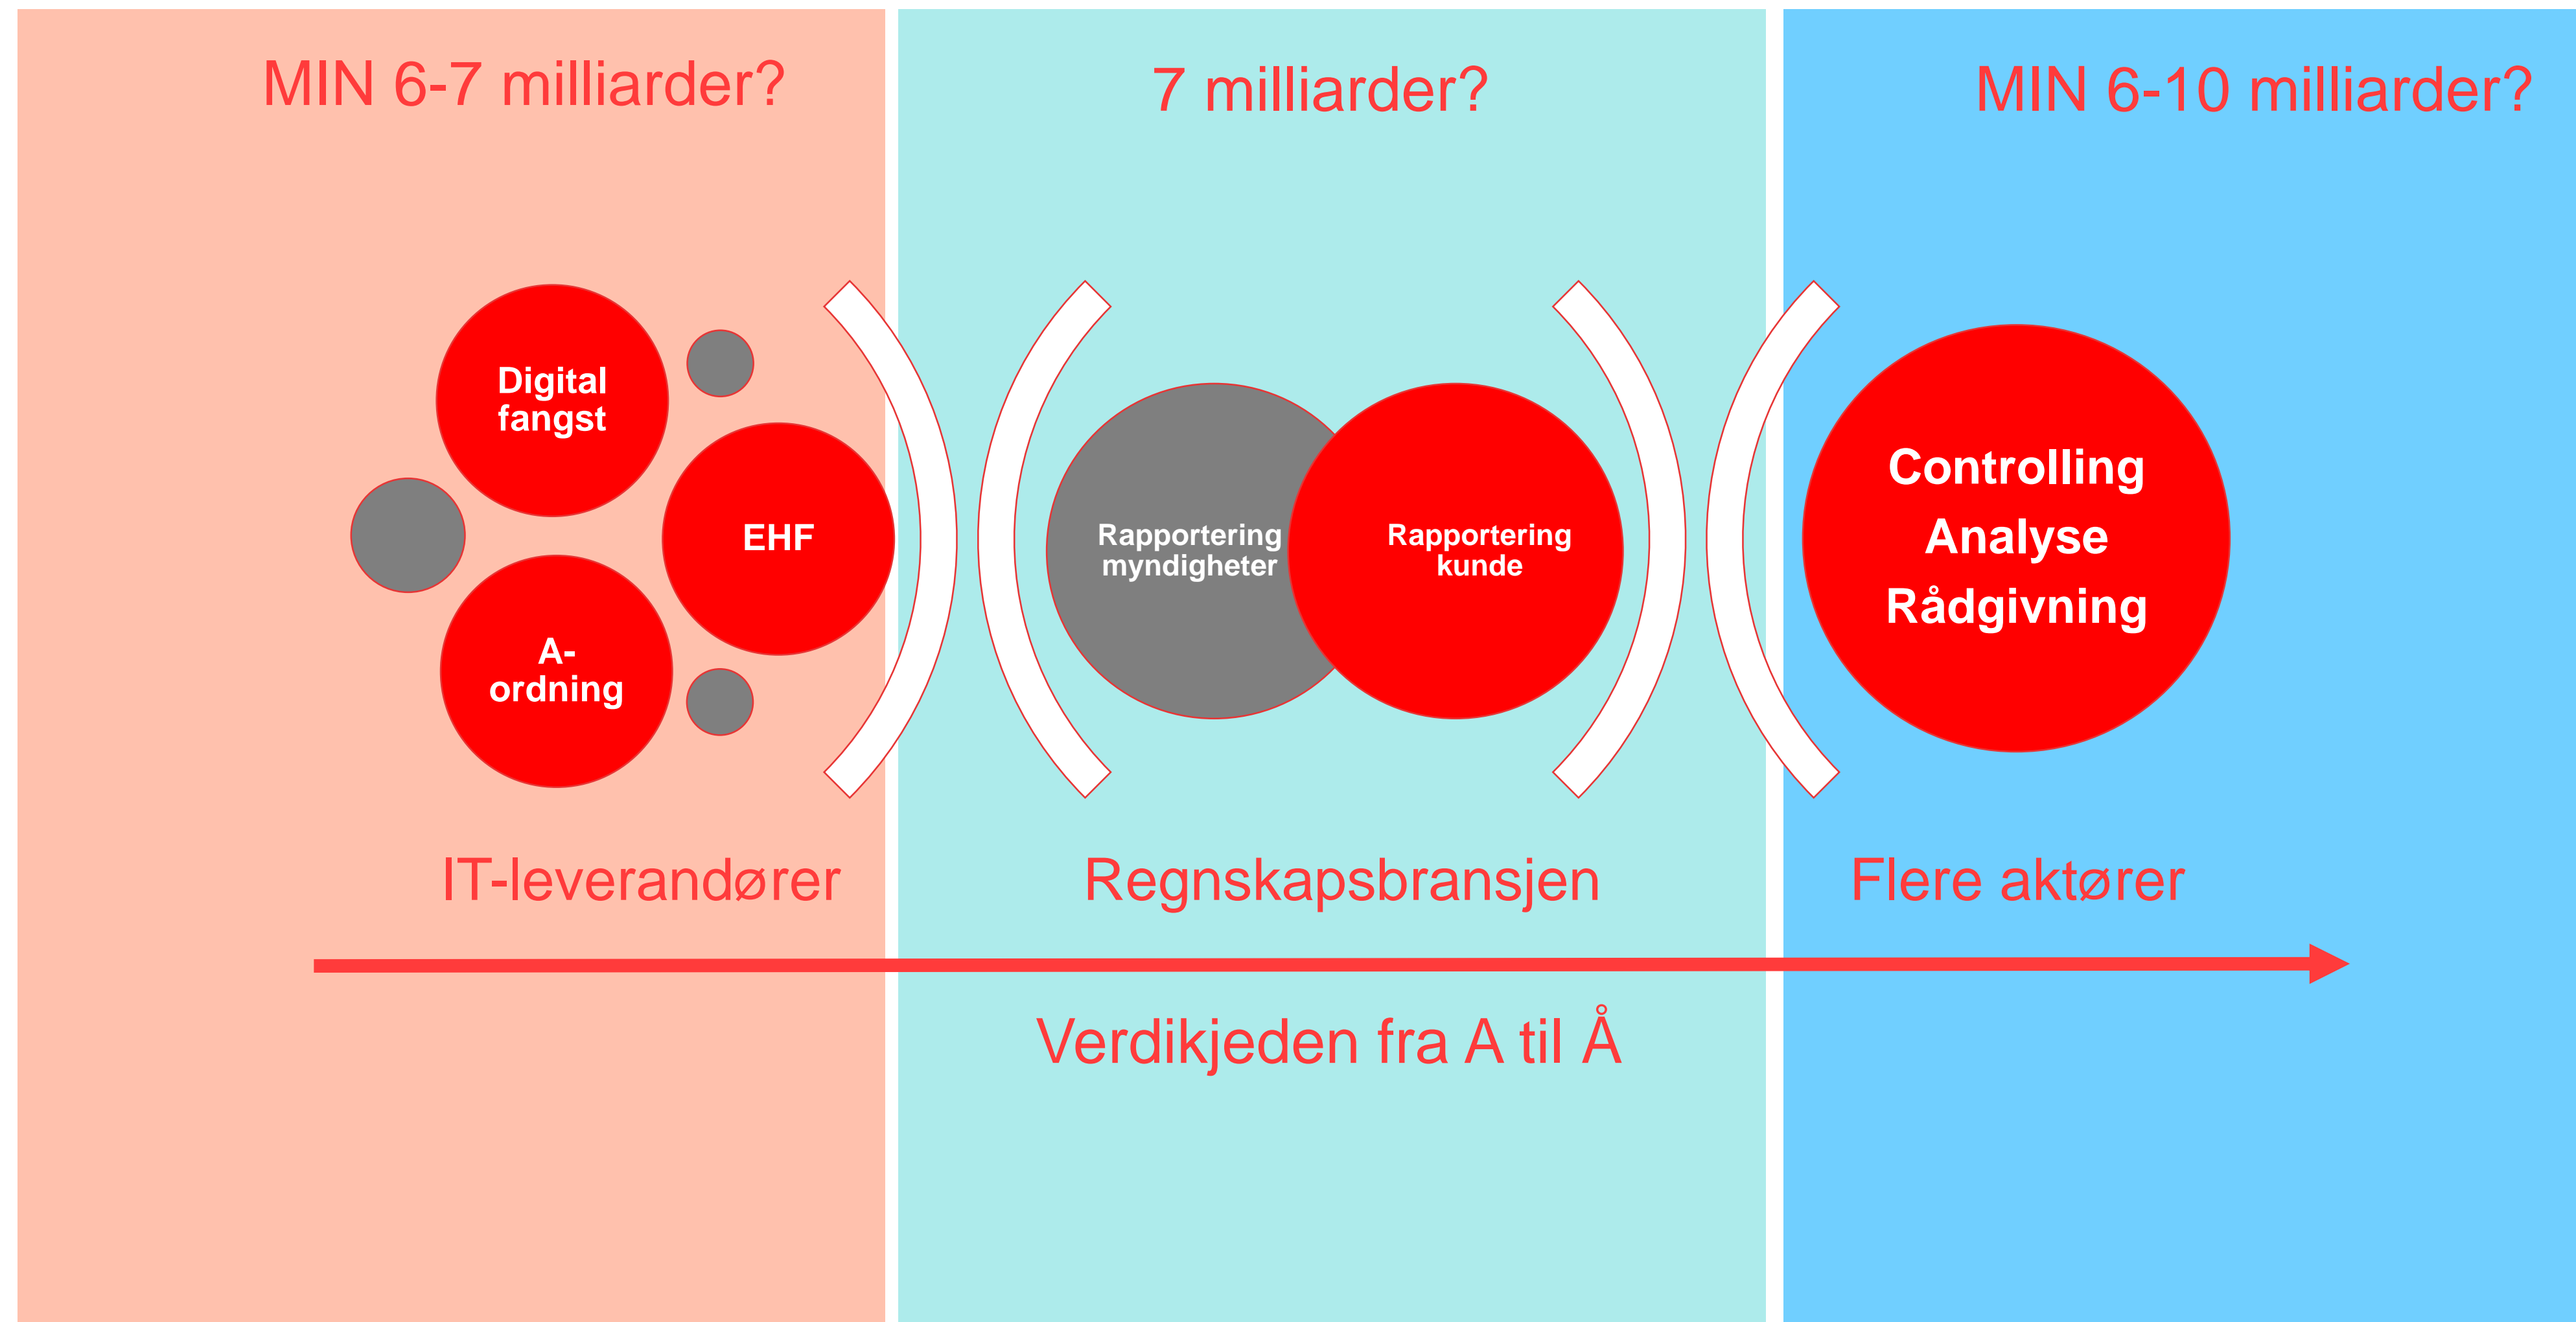 MIN 6-7 milliarder?
7 milliarder?
MIN 6-10 milliarder?
Digital
fangst
EHF
A-
ordning
Rapportering
myndigheter
Rapportering
kunde
Controlling
Analyse
Rådgivning
IT-leverandører
Regnskapsbransjen
Flere aktører
Verdikjeden fra A til Å